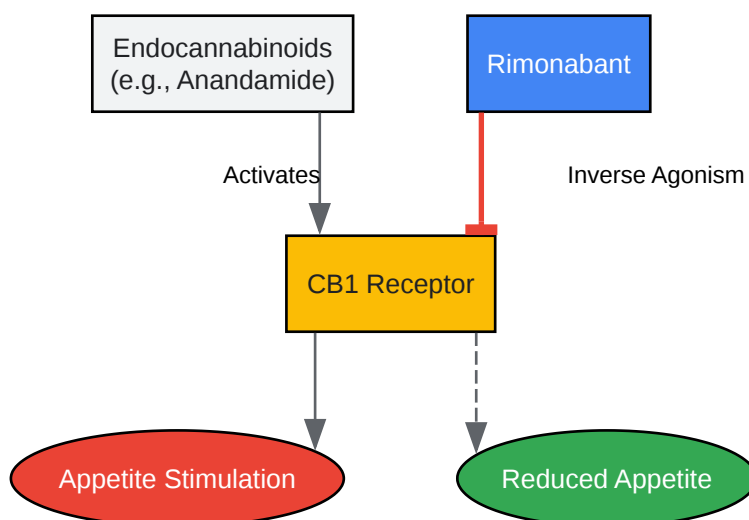 Endocannabinoids
(e.g., Anandamide)
Rimonabant
Activates
Inverse Agonism
CB1 Receptor
Appetite Stimulation
Reduced Appetite